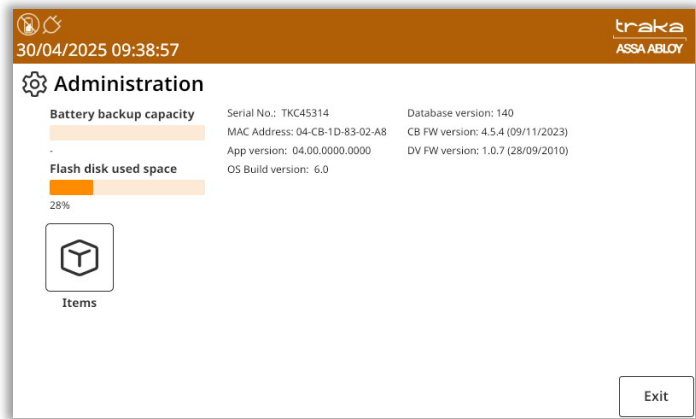 traka
ASSA ABLOY
30/04/2025 09:38:57
Administration
Battery backup capacity
-
Flash disk used space
28%
Serial No.: TKC45314
MAC Address: 04-CB-1D-83-02-A8
App version: 04.00.0000.0000
OS Build version: 6.0
Database version: 140
CB FW version: 4.5.4 (09/11/2023)
DV FW version: 1.0.7 (28/09/2010)
Items
Exit